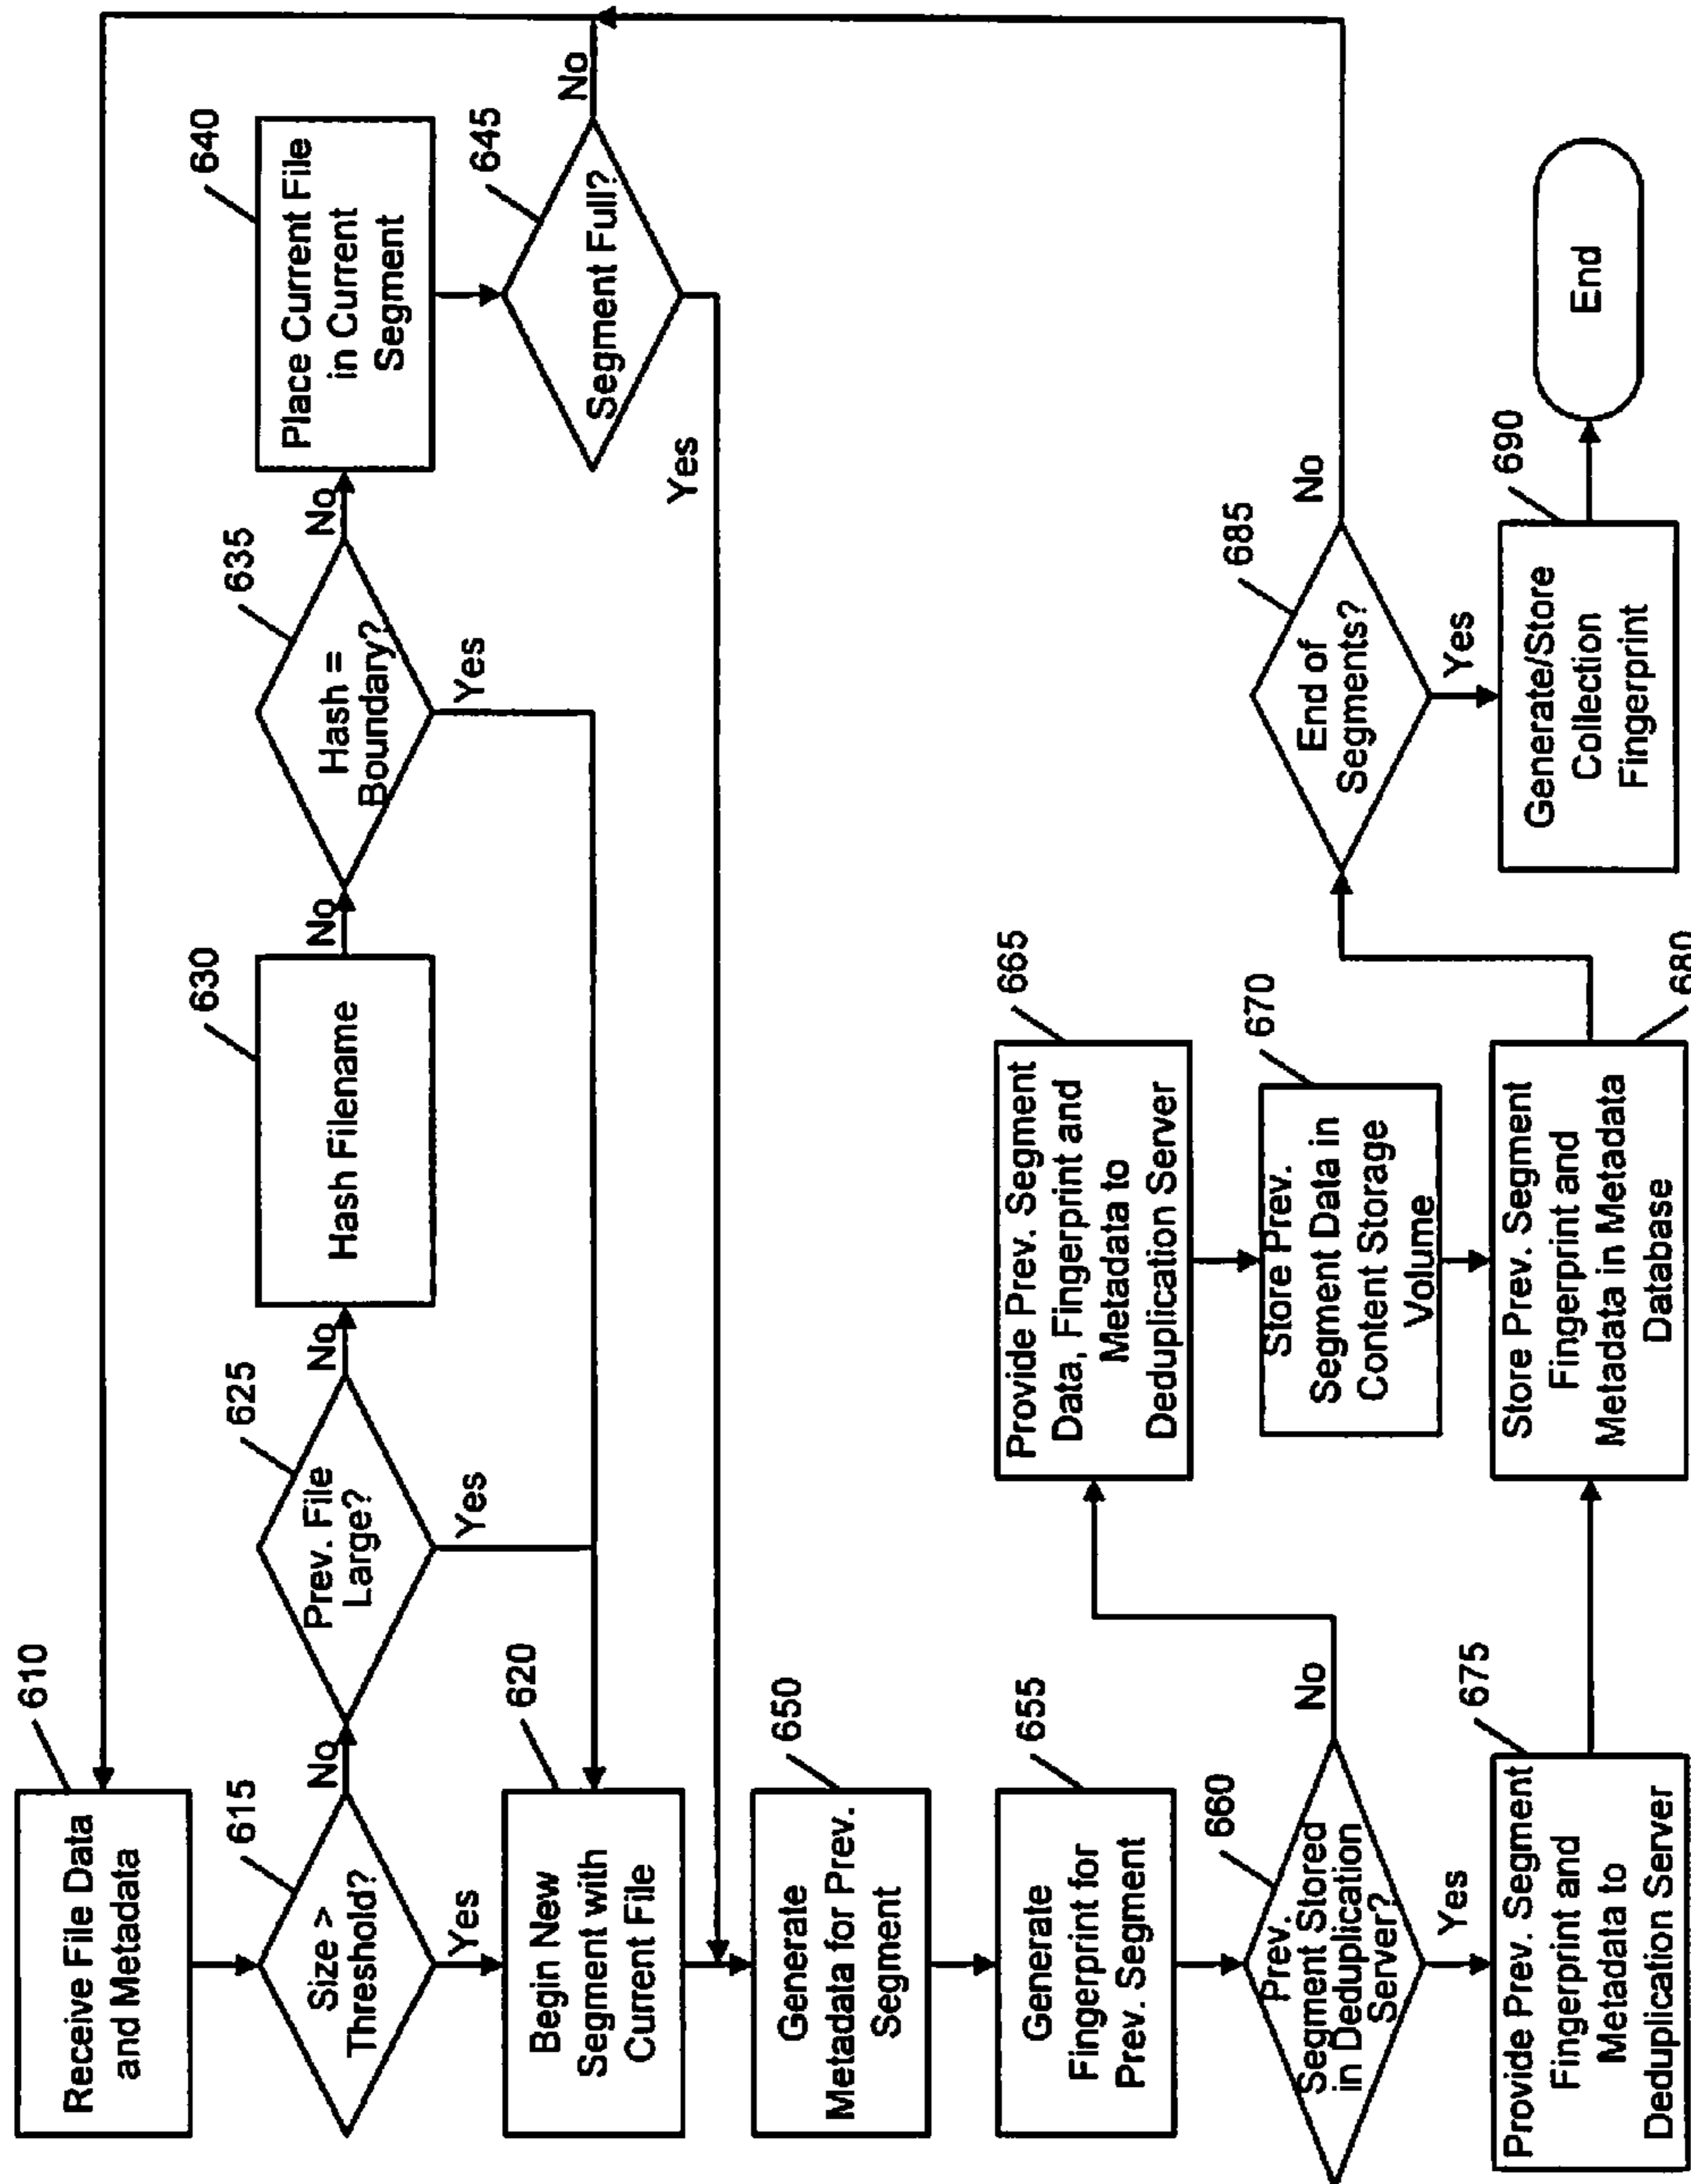 610
Receive File Data
and Metadata
615
Size >
Threshold?
No
Yes
625
Prev. File
Large?
No
Yes
630
Hash Filename
No
635
Hash =
Boundary?
No
Yes
640
Place Current File
in Current
Segment
645
Segment Full?
No
Yes
620
Begin New
Segment with
Current File
650
Generate
Metadata for Prev.
Segment
655
Generate
Fingerprint for
Prev. Segment
660
Prev.
Segment Stored
in Deduplication
Server?
No
Yes
665
Provide Prev. Segment
Data, Fingerprint and
Metadata to
Deduplication Server
670
Store Prev.
Segment Data in
Content Storage
Volume
675
Provide Prev. Segment
Fingerprint and
Metadata to
Deduplication Server
680
Store Prev. Segment
Fingerprint and
Metadata in Metadata
Database
685
End of
Segments?
No
Yes
690
Generate/Store
Collection
Fingerprint
End